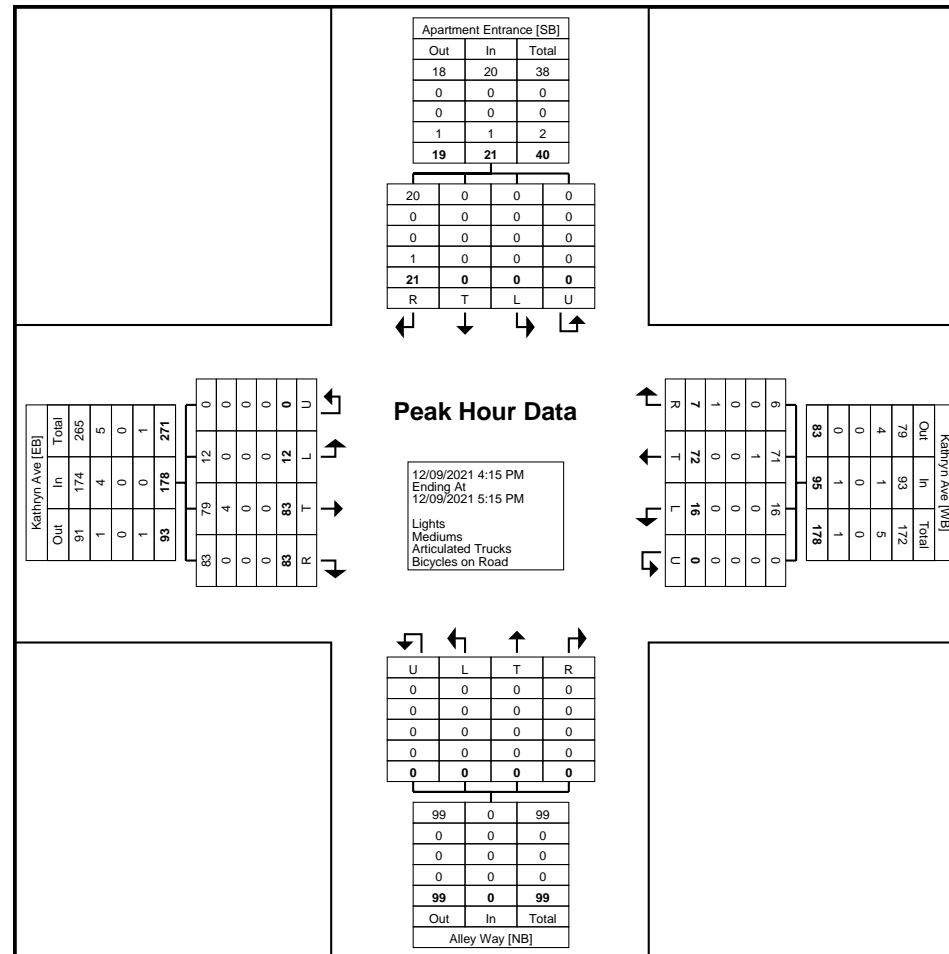 Apartment Entrance [SB]
Out In Total
18 20 38
0 0 0
0 0 0
1 1 2
19 21 40
20 0 0 0
0 0 0 0
0 0 0 0
1 0 0 0
21 0 0 0
R T L U
Kathryn Ave [EB]
Out In Total
91 174 265
1 4 5
0 0 0
1 0 1
93 178 271
83 79 12 0
0 4 0 0
0 0 0 0
0 0 0 0
83 83 12 0
R T L U
Peak Hour Data
12/09/2021 4:15 PM
Ending At
12/09/2021 5:15 PM
Lights
Mediums
Articulated Trucks
Bicycles on Road
Kathryn Ave [WB]
Out In Total
79 93 172
4 1 5
0 0 0
0 1 1
83 95 178
6 71 16 0
0 1 0 0
0 0 0 0
1 0 0 0
7 72 16 0
R T L U
U L T R
0 0 0 0
0 0 0 0
0 0 0 0
0 0 0 0
0 0 0 0
99 0 99
0 0 0
0 0 0
0 0 0
99 0 99
Out In Total
Alley Way [NB]